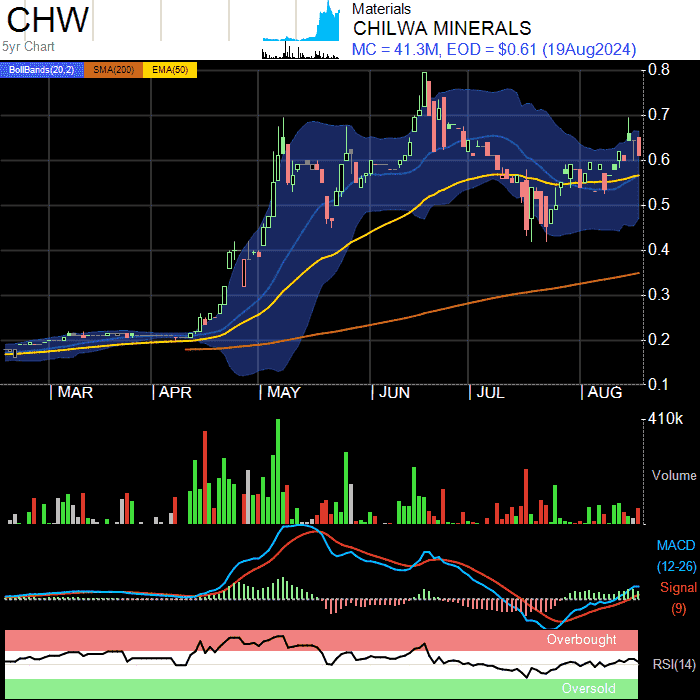 CHW
5yr Chart
Materials
CHILWA MINERALS
MC = 41.3M, EOD = $0.61 (19Aug2024)
BollBands(20,2) SMA(200) EMA(50)
0.8
0.7
0.6
0.5
0.4
0.3
0.2
0.1
MAR APR MAY JUN JUL AUG
410k
Volume
MACD
(12-26)
Signal
(9)
Overbought
RSI(14)
Oversold